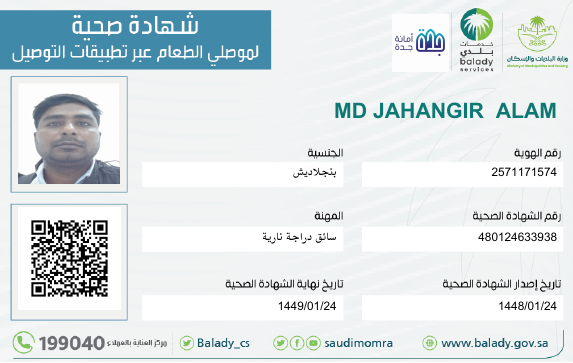 شهادة صحية
لموصلي الطعام عبر تطبيقات التوصيل
أمانة
جدة
خدمات
بلدي
balady
services
وزارة البلديات والإسكان
Ministry of Municipalities and Housing
MD JAHANGIR ALAM
رقم الهوية
2571171574
الجنسية
بنجلاديش
رقم الشهادة الصحية
480124633938
المهنة
سائق دراجة نارية
تاريخ إصدار الشهادة الصحية
1448/01/24
تاريخ نهاية الشهادة الصحية
1449/01/24
199040 مركز العناية بالعملاء
Balady_cs
saudimomra
www.balady.gov.sa